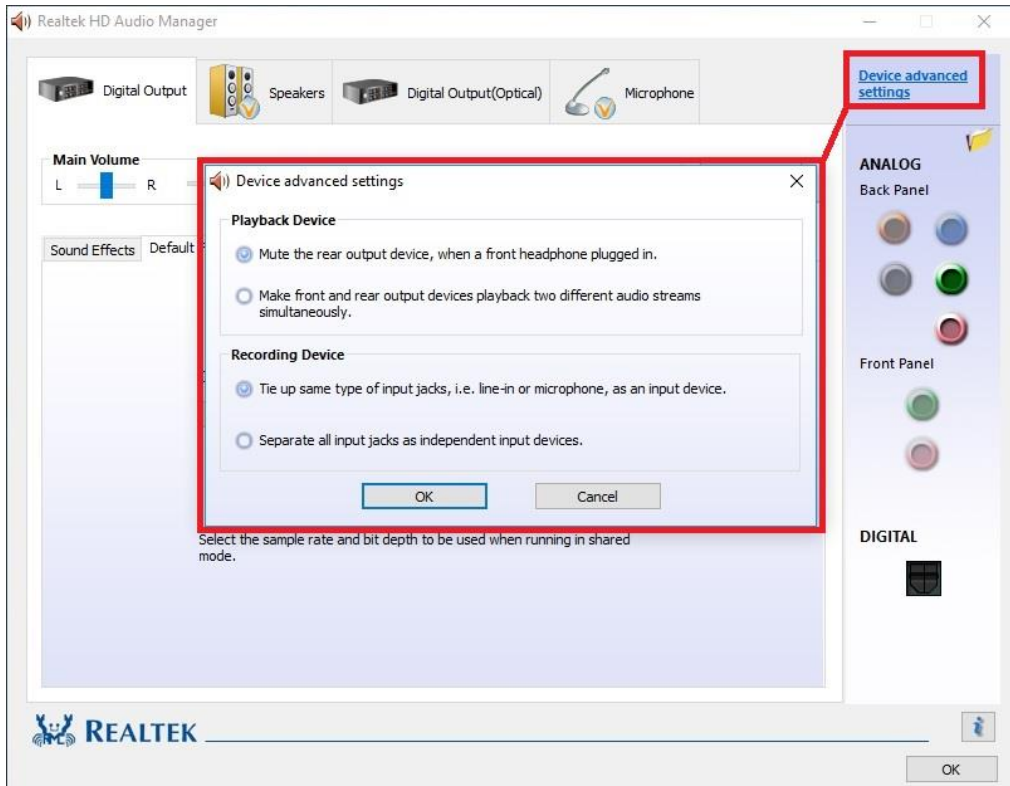 Realtek HD Audio Manager
Digital Output
Speakers
Digital Output(Optical)
Microphone
Device advanced
settings
Main Volume
L
R
Sound Effects
Default
Device advanced settings
Playback Device
Mute the rear output device, when a front headphone plugged in.
Make front and rear output devices playback two different audio streams
simultaneously.
Recording Device
Tie up same type of input jacks, i.e. line-in or microphone, as an input device.
Separate all input jacks as independent input devices.
OK
Cancel
Select the sample rate and bit depth to be used when running in shared
mode.
ANALOG
Back Panel
Front Panel
DIGITAL
REALTEK
i
OK